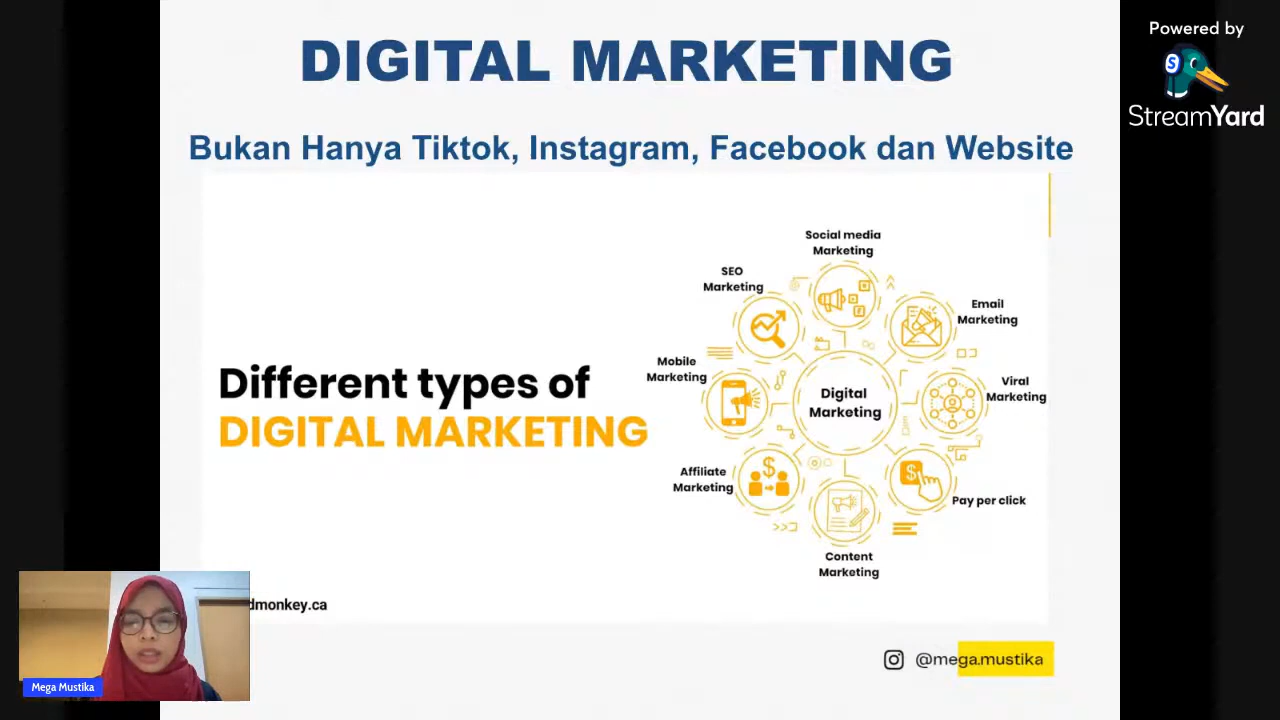 DIGITAL MARKETING
Bukan Hanya Tiktok, Instagram, Facebook dan Website
Powered by
StreamYard
Different types of
DIGITAL MARKETING
Social media
Marketing
SEO
Marketing
Email
Marketing
Mobile
Marketing
Digital
Marketing
Viral
Marketing
Affiliate
Marketing
Pay per click
Content
Marketing
dmonkey.ca
@mega.mustika
Mega Mustika